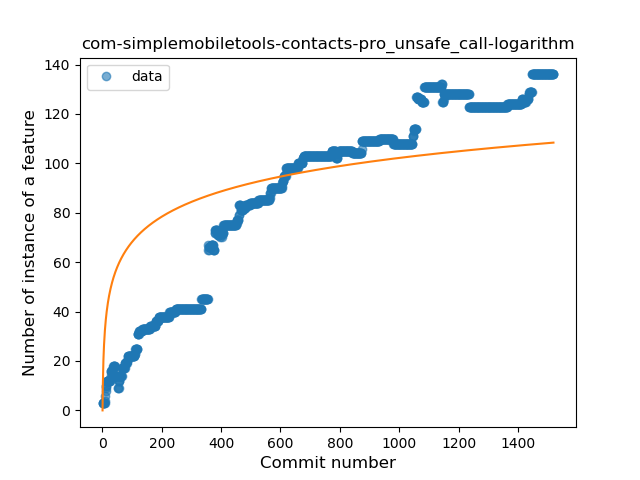 com-simplemobiletools-contacts-pro_unsafe_call-logarithm
data
Number of instance of a feature
140
120
100
80
60
40
20
0
0 200 400 600 800 1000 1200 1400
Commit number